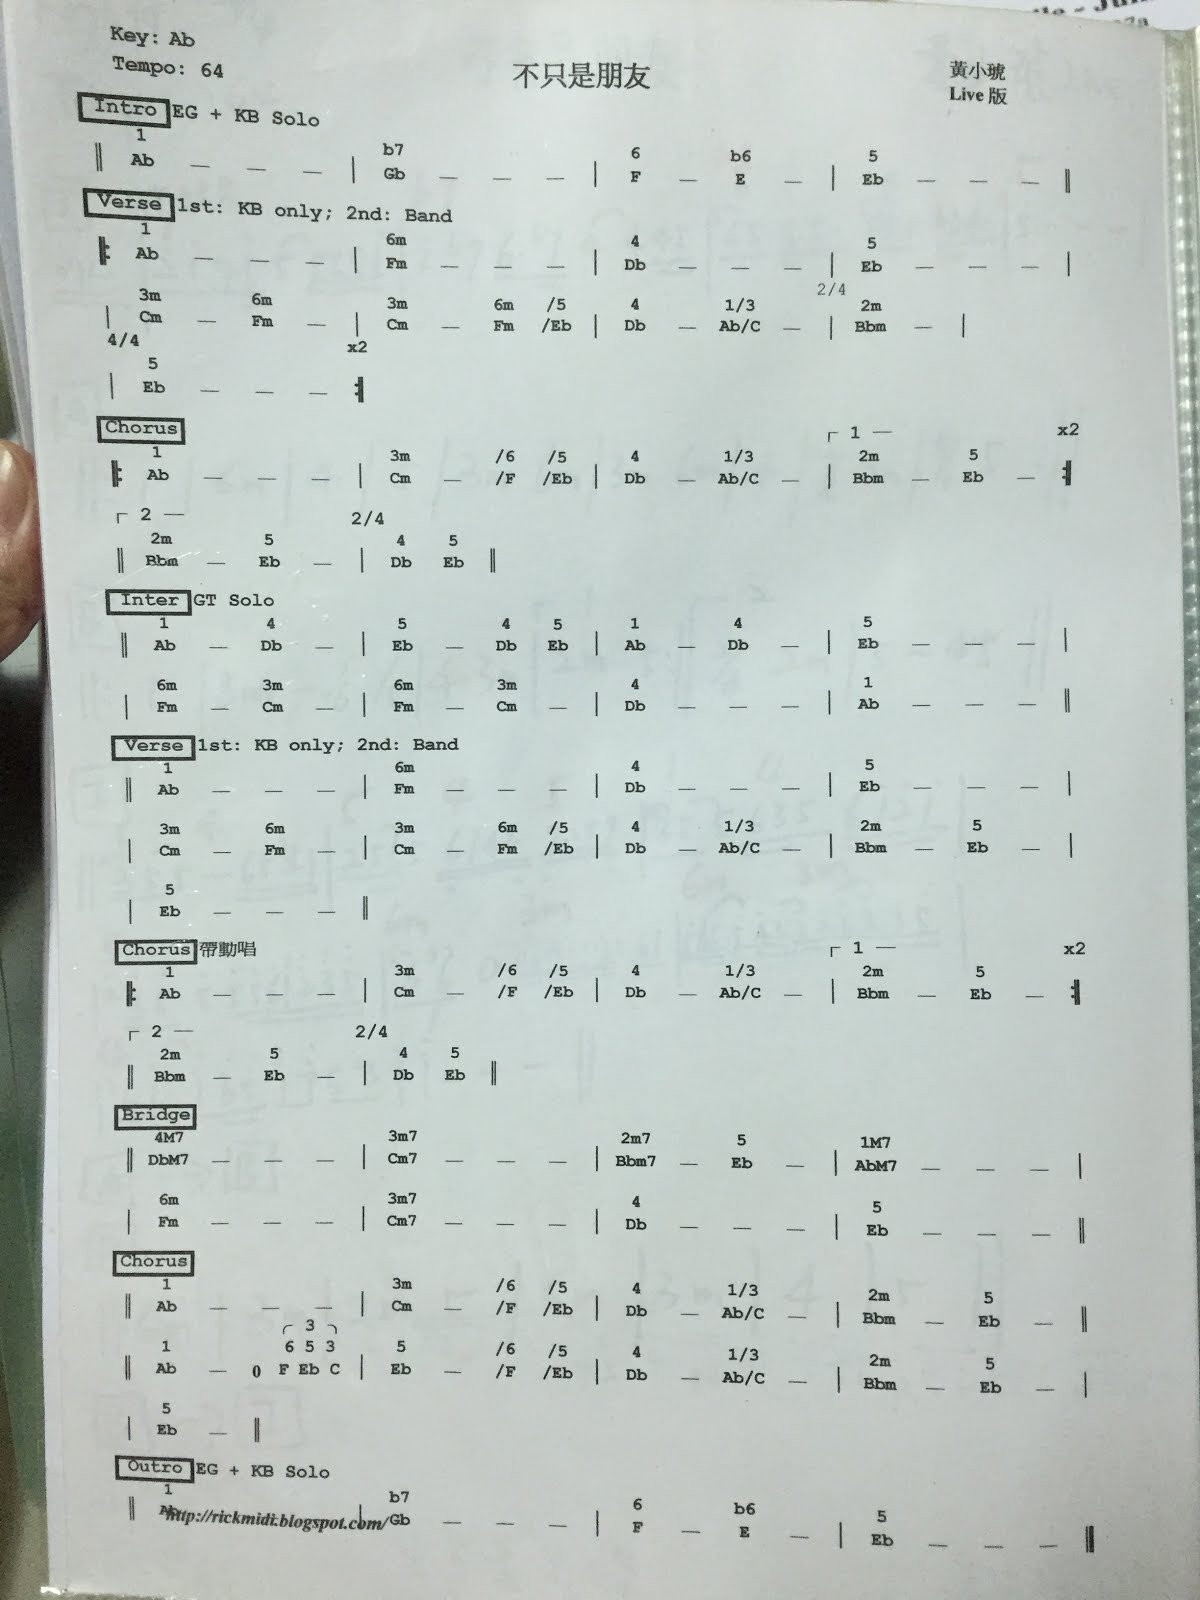 Key: Ab
Tempo: 64
不只是朋友
黃小琥
Live 版
Intro EG + KB Solo
1 b7 6 b6 5
‖ Ab — — — | Gb — — — | F — E — | Eb — — — ‖
Verse 1st: KB only; 2nd: Band
1 6m 4 5
‖: Ab — — — | Fm — — — | Db — — — | Eb — — — |
2/4
3m 6m 3m 6m /5 4 1/3 2m
| Cm — Fm — | Cm — Fm /Eb | Db — Ab/C — | Bbm — |
4/4 x2
5
| Eb — — — :‖
Chorus
┌ 1 — x2
1 3m /6 /5 4 1/3 2m 5
‖: Ab — — — | Cm — /F /Eb | Db — Ab/C — | Bbm — Eb — :‖
┌ 2 — 2/4
2m 5 4 5
‖ Bbm — Eb — | Db Eb ‖
Inter GT Solo
1 4 5 4 5 1 4 5
‖ Ab — Db — | Eb — Db Eb | Ab — Db — | Eb — — — |
6m 3m 6m 3m 4 1
| Fm — Cm — | Fm — Cm — | Db — — — | Ab — — — ‖
Verse 1st: KB only; 2nd: Band
1 6m 4 5
‖ Ab — — — | Fm — — — | Db — — — | Eb — — — |
3m 6m 3m 6m /5 4 1/3 2m 5
| Cm — Fm — | Cm — Fm /Eb | Db — Ab/C — | Bbm — Eb — |
5
| Eb — — — ‖
Chorus 帶動唱
┌ 1 — x2
1 3m /6 /5 4 1/3 2m 5
‖: Ab — — — | Cm — /F /Eb | Db — Ab/C — | Bbm — Eb — :‖
┌ 2 — 2/4
2m 5 4 5
‖ Bbm — Eb — | Db Eb ‖
Bridge
4M7 3m7 2m7 5 1M7
‖ DbM7 — — — | Cm7 — — — | Bbm7 — Eb — | AbM7 — — — |
6m 3m7 4 5
| Fm — — — | Cm7 — — — | Db — — — | Eb — — — ‖
Chorus
1 3m /6 /5 4 1/3 2m 5
‖ Ab — — — | Cm — /F /Eb | Db — Ab/C — | Bbm — Eb — ‖
┌ 3 ┐
1 6 5 3 5 /6 /5 4 1/3 2m 5
‖ Ab — 0 F Eb C | Eb — /F /Eb | Db — Ab/C — | Bbm — Eb — |
5
| Eb — ‖
Outro EG + KB Solo
1 b7 6 b6 5
‖ Ab | Gb — — — | F — E — | Eb — — — ‖
http://rickmidi.blogspot.com/